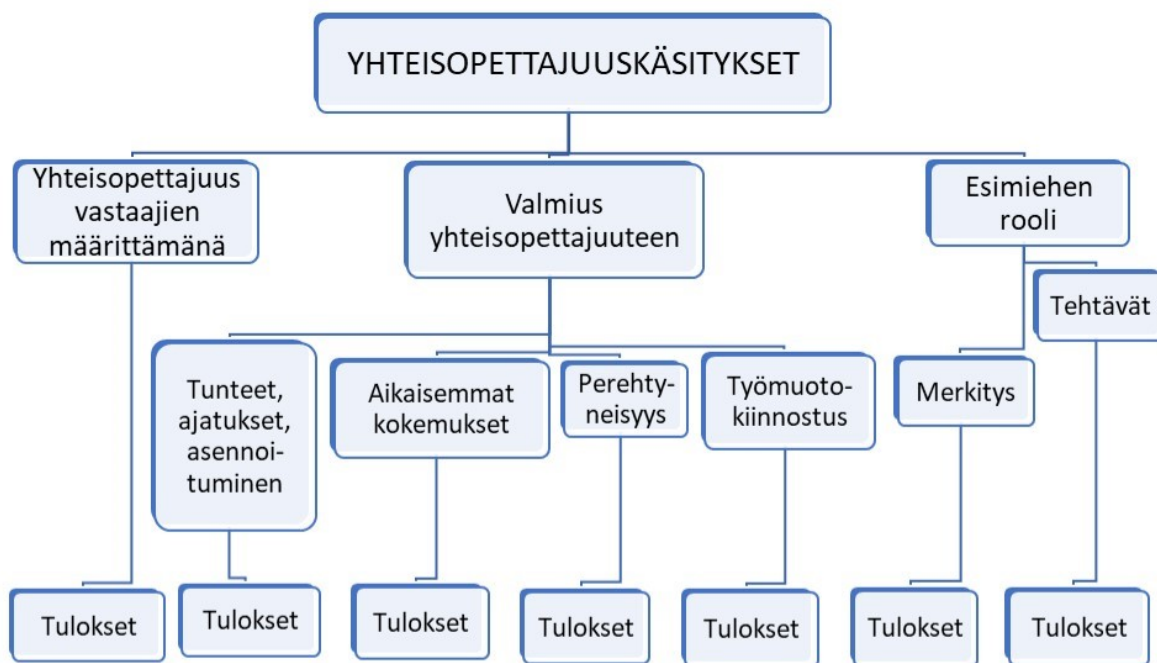 YHTEISOPETTAJUUSKÄSITYKSET
Yhteisopettajuus
vastaajien
määrittämänä
Valmius
yhteisopettajuuteen
Esimiehen
rooli
Tehtävät
Tunteet,
ajatukset,
asennoi-
tuminen
Aikaisemmat
kokemukset
Perehty-
neisyys
Työmuoto-
kiinnostus
Merkitys
Tulokset
Tulokset
Tulokset
Tulokset
Tulokset
Tulokset
Tulokset